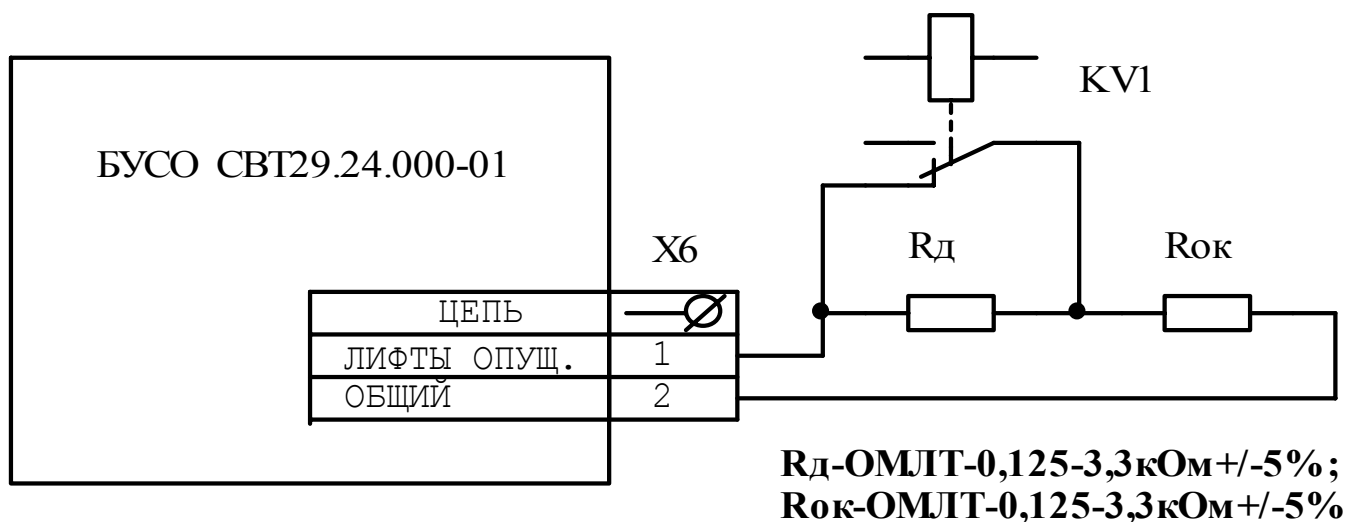 KV1
БУСО СВТ29.24.000-01
X6
Rд
Rок
ЦЕПЬ
ЛИФТЫ ОПУЩ. 1
ОБЩИЙ 2
Rд-ОМЛТ-0,125-3,3кОм+/-5%;
Rок-ОМЛТ-0,125-3,3кОм+/-5%